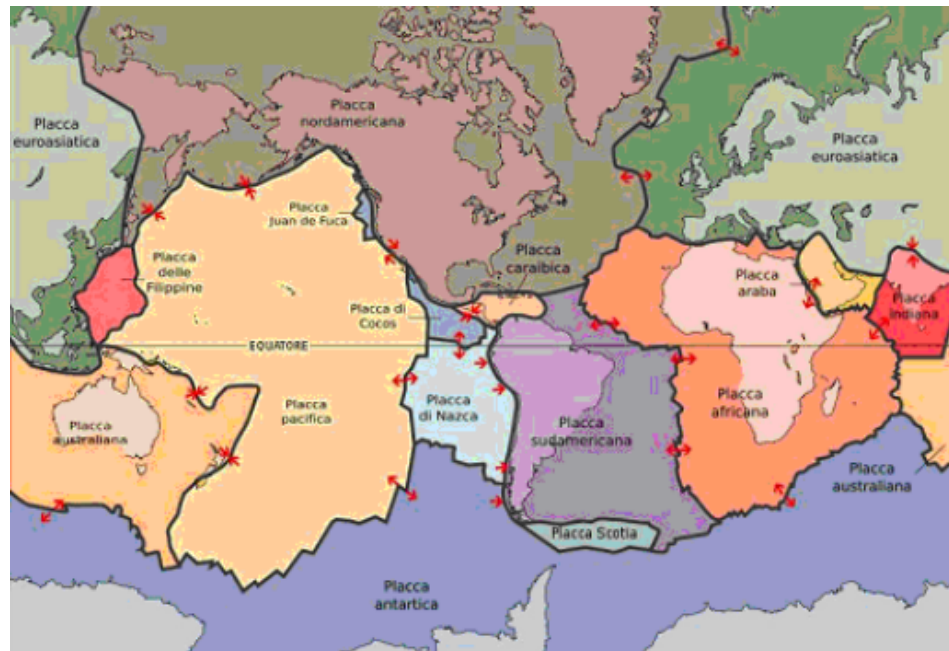 Placca
nordamericana
Placca
euroasiatica
Placca
euroasiatica
Placca
Juan de Fuca
Placca
caraibica
Placca
delle
Filippine
Placca
araba
Placca
indiana
Placca di
Cocos
EQUATORE
Placca
pacifica
Placca
di Nazca
Placca
sudamericana
Placca
africana
Placca
australiana
Placca
australiana
Placca Scotia
Placca
antartica